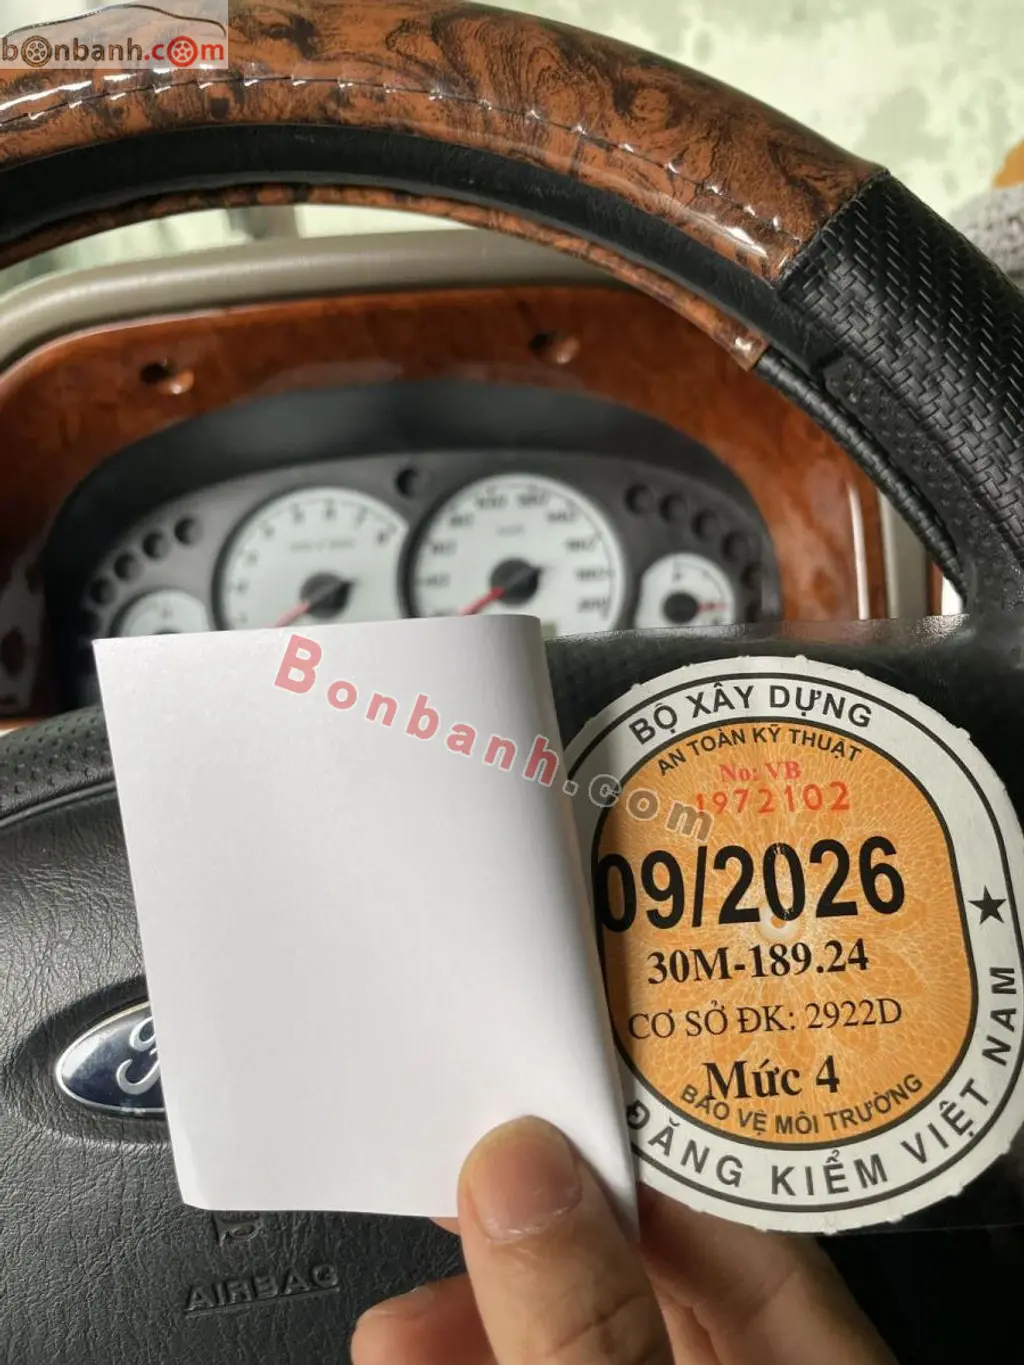 bonbanh.com
Bonbanh.com
BỘ XÂY DỰNG
AN TOÀN KỸ THUẬT
No: VB
1972102
09/2026
30M-189.24
CƠ SỞ ĐK: 2922D
Mức 4
BẢO VỆ MÔI TRƯỜNG
ĐĂNG KIỂM VIỆT NAM
AIRBAG